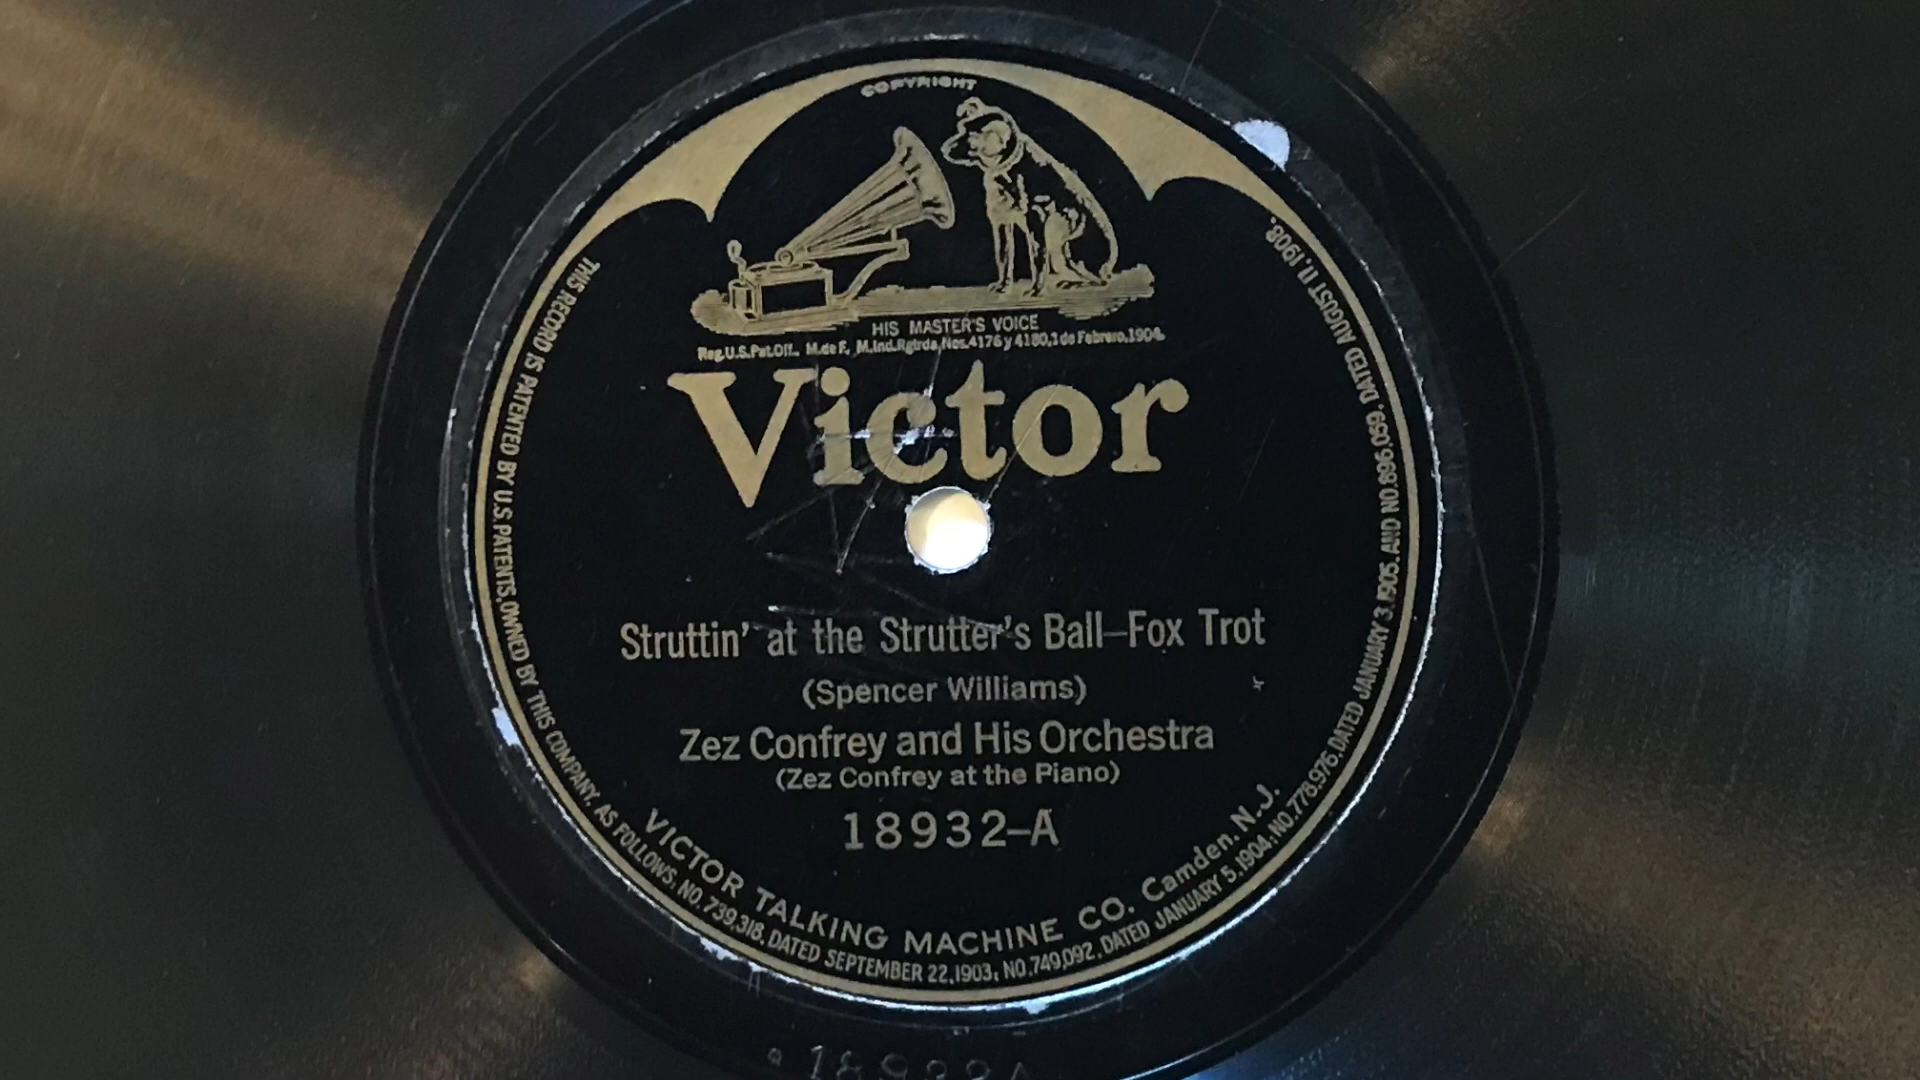 COPYRIGHT
HIS MASTER'S VOICE
Reg.U.S.Pat.Off., M.de F., M.Ind.Rgtrda.Nos.4176 y 4180,1 de Febrero,1904.
Victor
Struttin' at the Strutter's Ball–Fox Trot
(Spencer Williams)
Zez Confrey and His Orchestra
(Zez Confrey at the Piano)
18932–A
VICTOR TALKING MACHINE CO. Camden, N.J.
THIS RECORD IS PATENTED BY U.S. PATENTS, OWNED BY THIS COMPANY, AS FOLLOWS: NO. 739,318, DATED SEPTEMBER 22,1903; NO.749,092, DATED JANUARY 5,1904; NO.778,976, DATED JANUARY 3,1905, AND NO.896,059, DATED AUGUST 11,1908.